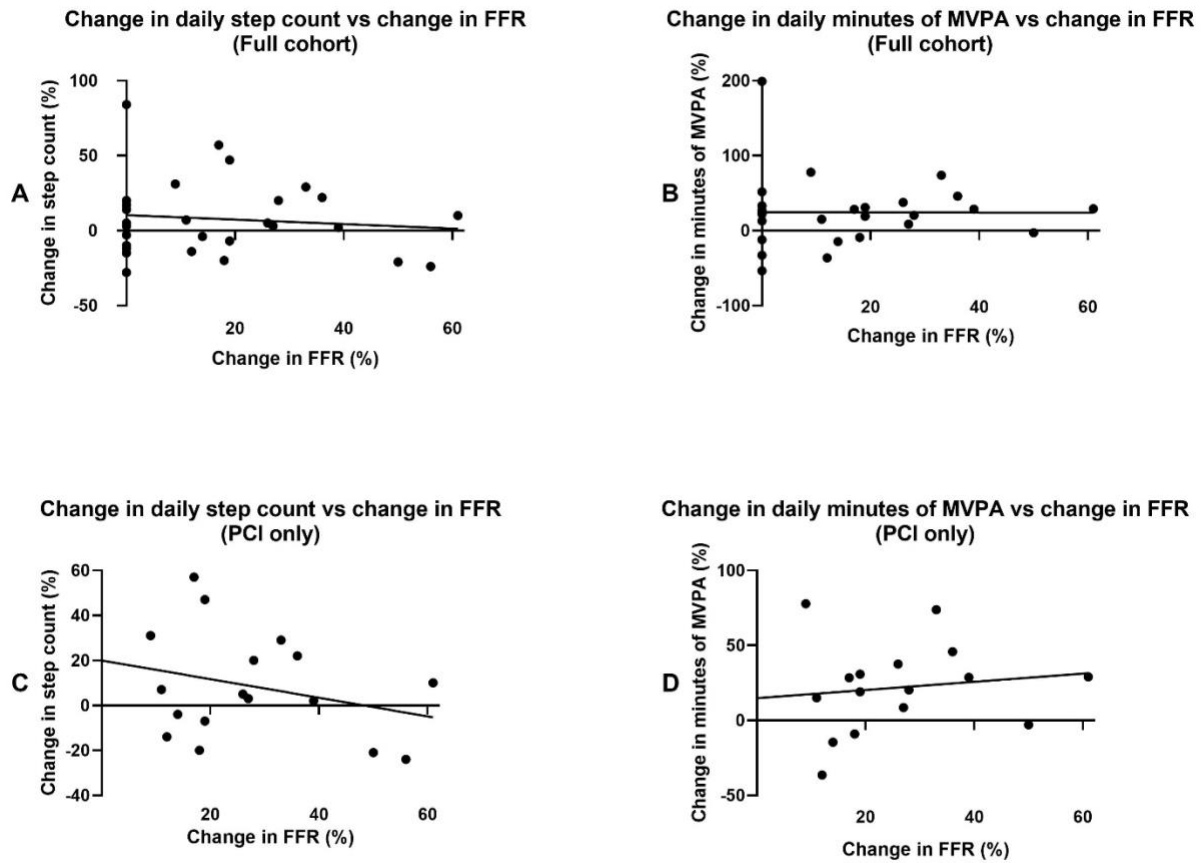 Change in daily step count vs change in FFR
(Full cohort)
A
Change in step count (%)
100
50
0
-50
20 40 60
Change in FFR (%)
Change in daily minutes of MVPA vs change in FFR
(Full cohort)
B
Change in minutes of MVPA (%)
200
100
0
-100
20 40 60
Change in FFR (%)
Change in daily step count vs change in FFR
(PCI only)
C
Change in step count (%)
60
40
20
0
-20
-40
20 40 60
Change in FFR (%)
Change in daily minutes of MVPA vs change in FFR
(PCI only)
D
Change in minutes of MVPA (%)
100
50
0
-50
20 40 60
Change in FFR (%)